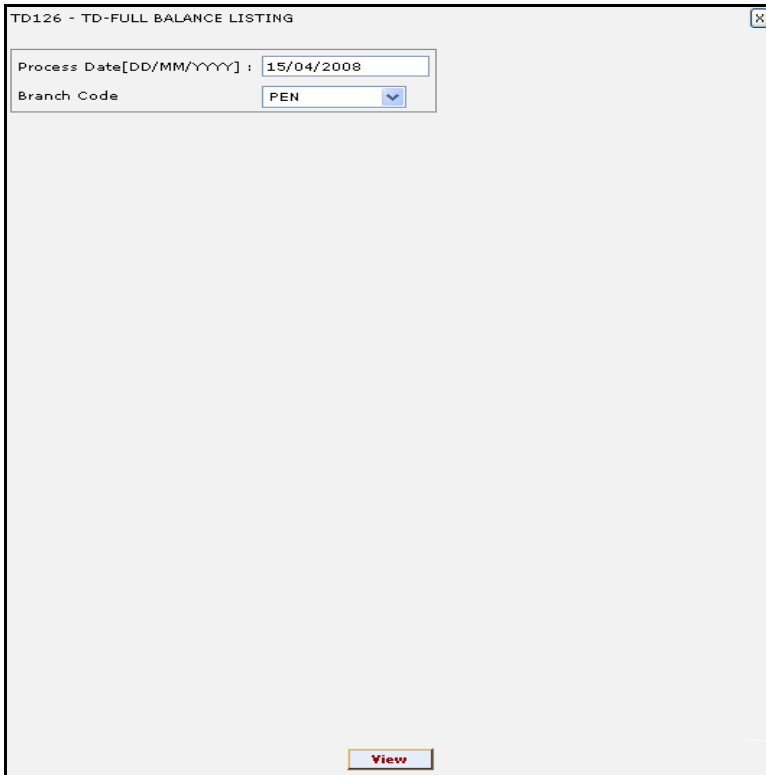 TD126 - TD-FULL BALANCE LISTING X
Process Date[DD/MM/YYYY] : 15/04/2008
Branch Code PEN
View